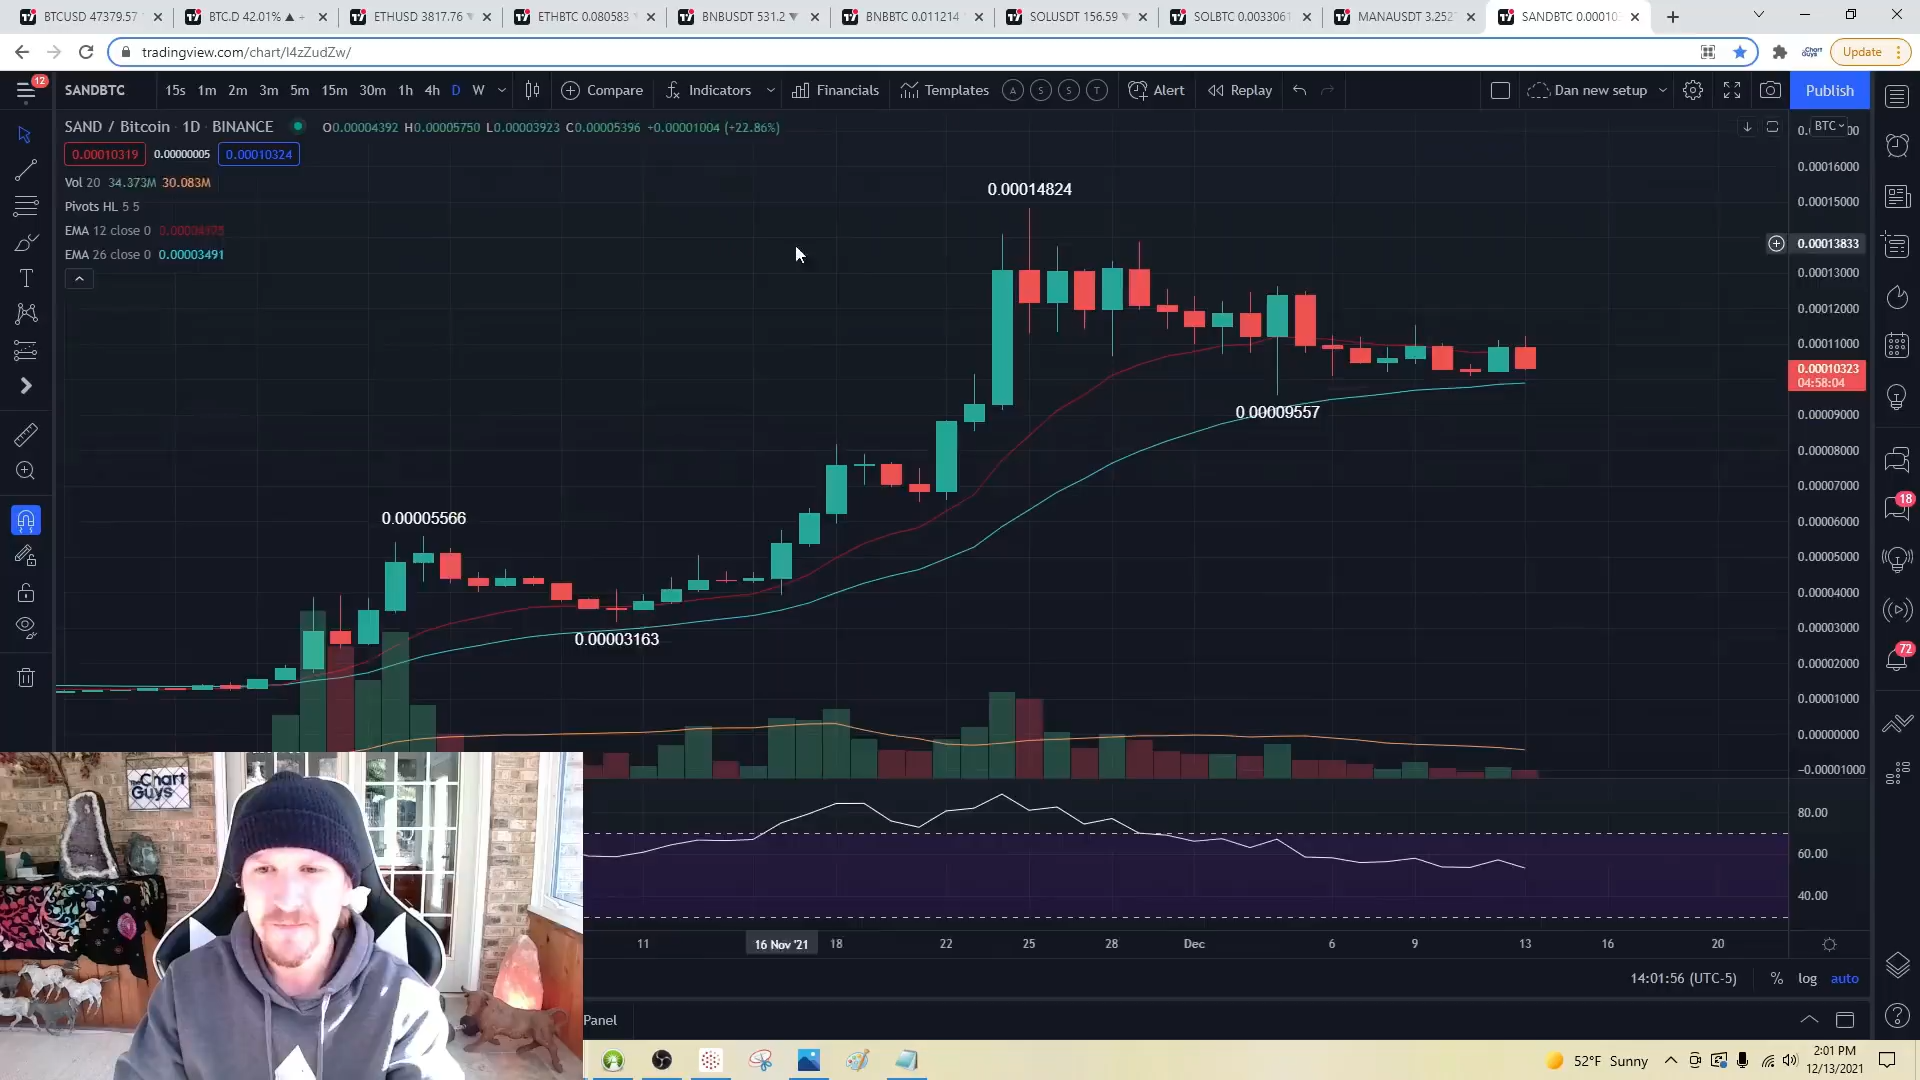 BTCUSD 47379.57
BTC.D 42.01% ▲
ETHUSD 3817.76 ▼
ETHBTC 0.080583
BNBUSDT 531.2 ▼
BNBBTC 0.011214
SOLUSDT 156.59 ▼
SOLBTC 0.0033061
MANAUSDT 3.252
SANDBTC 0.00010
tradingview.com/chart/I4zZudZw/
Update
12
SANDBTC 15s 1m 2m 3m 5m 15m 30m 1h 4h D W Compare Indicators Financials Templates A S S T Alert Replay Dan new setup Publish
SAND / Bitcoin · 1D · BINANCE O0.00004392 H0.00005750 L0.00003923 C0.00005396 +0.00001004 (+22.86%)
0.00010319 0.00000005 0.00010324
Vol 20 34.373M 30.083M
Pivots HL 5 5
EMA 12 close 0 0.00004175
EMA 26 close 0 0.00003491
BTC
0.00016000
0.00015000
0.00013833
0.00013000
0.00012000
0.00011000
0.00010323
04:58:04
0.00009000
0.00008000
0.00007000
0.00006000
0.00005000
0.00004000
0.00003000
0.00002000
0.00001000
0.00000000
−0.00001000
80.00
60.00
40.00
0.00014824
0.00009557
0.00005566
0.00003163
18
72
The Chart Guys
11 16 Nov '21 18 22 25 28 Dec 6 9 13 16 20
14:01:56 (UTC-5) % log auto
Panel
52°F Sunny
2:01 PM
12/13/2021